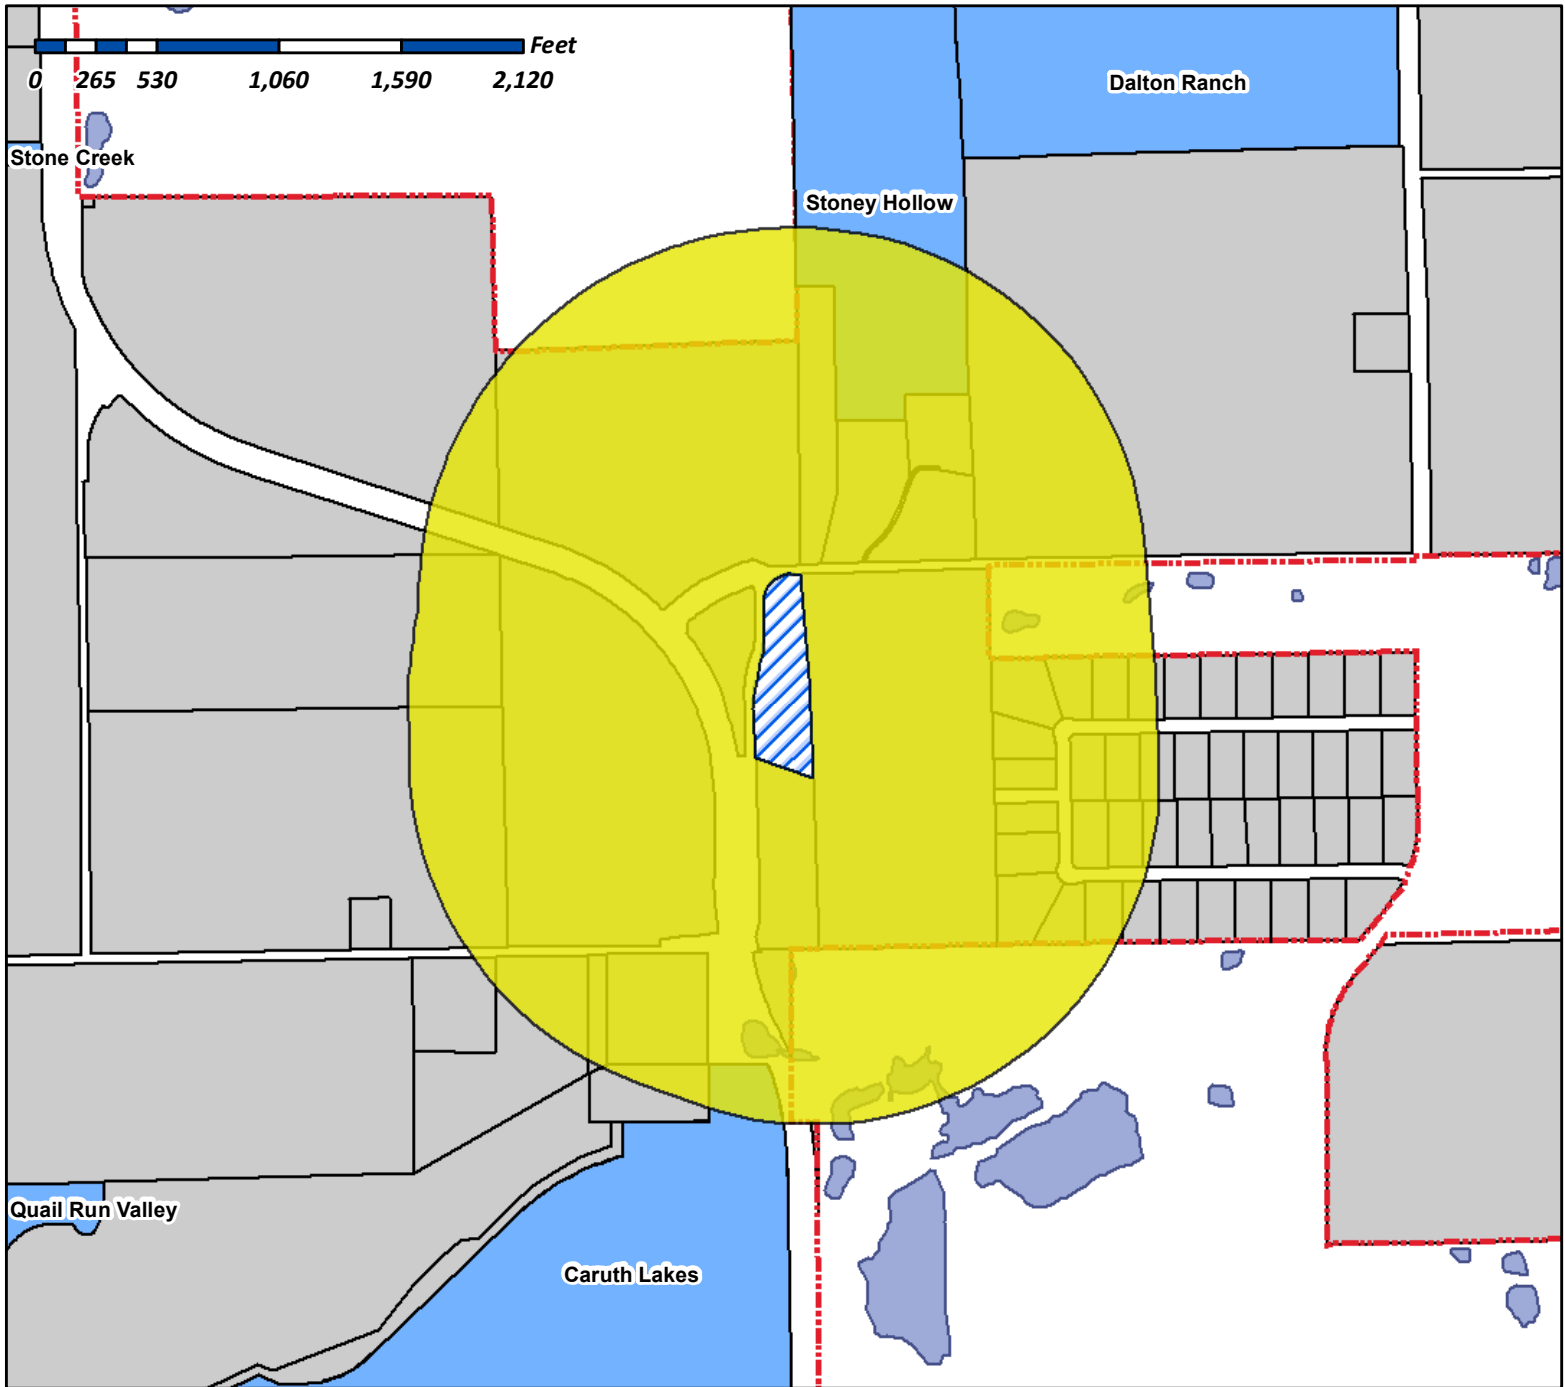 Feet
0 265 530 1,060 1,590 2,120
Dalton Ranch
Stone Creek
Stoney Hollow
Quail Run Valley
Caruth Lakes